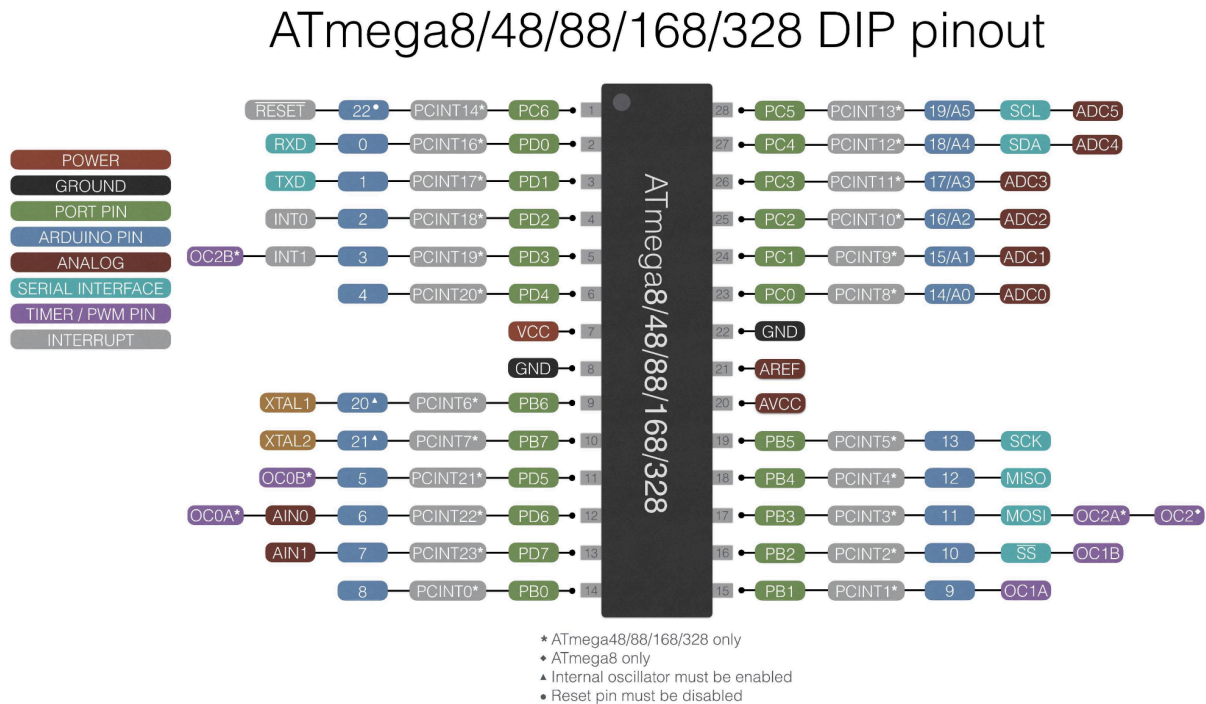 ATmega8/48/88/168/328 DIP pinout
RESET 22● PCINT14* PC6 1 28 PC5 PCINT13* 19/A5 SCL ADC5
RXD 0 PCINT16* PD0 2 27 PC4 PCINT12* 18/A4 SDA ADC4
TXD 1 PCINT17* PD1 3 26 PC3 PCINT11* 17/A3 ADC3
INT0 2 PCINT18* PD2 4 25 PC2 PCINT10* 16/A2 ADC2
OC2B* INT1 3 PCINT19* PD3 5 24 PC1 PCINT9* 15/A1 ADC1
4 PCINT20* PD4 6 23 PC0 PCINT8* 14/A0 ADC0
VCC 7 22 GND
GND 8 21 AREF
XTAL1 20▲ PCINT6* PB6 9 20 AVCC
XTAL2 21▲ PCINT7* PB7 10 19 PB5 PCINT5* 13 SCK
OC0B* 5 PCINT21* PD5 11 18 PB4 PCINT4* 12 MISO
OC0A* AIN0 6 PCINT22* PD6 12 17 PB3 PCINT3* 11 MOSI OC2A* OC2◆
AIN1 7 PCINT23* PD7 13 16 PB2 PCINT2* 10 SS OC1B
8 PCINT0* PB0 14 15 PB1 PCINT1* 9 OC1A
ATmega8/48/88/168/328
POWER
GROUND
PORT PIN
ARDUINO PIN
ANALOG
SERIAL INTERFACE
TIMER / PWM PIN
INTERRUPT
* ATmega48/88/168/328 only
◆ ATmega8 only
▲ Internal oscillator must be enabled
● Reset pin must be disabled